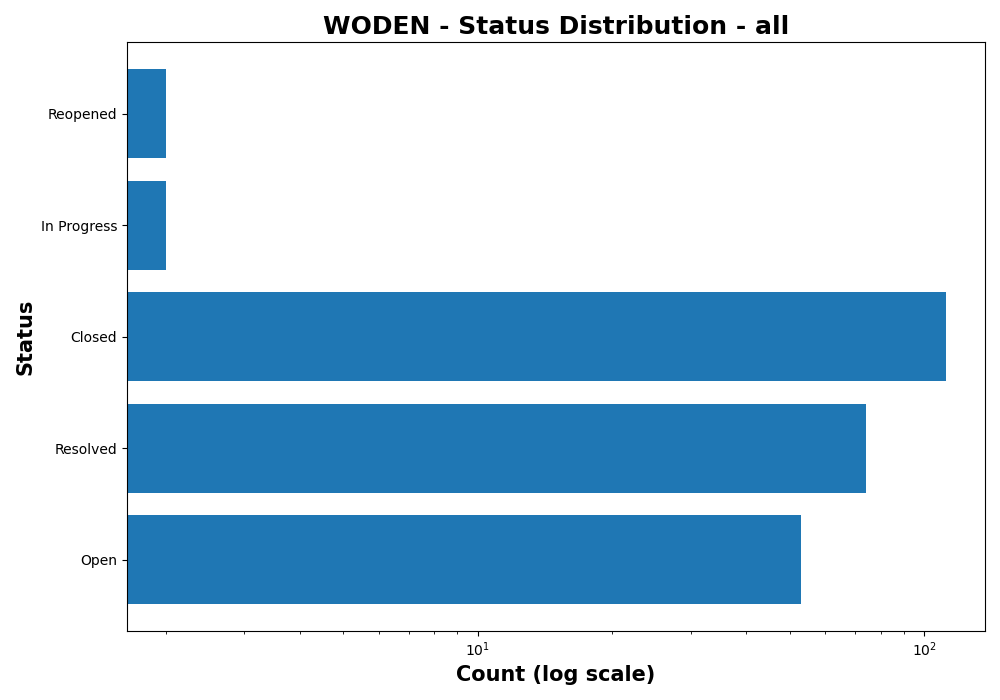 WODEN - Status Distribution - all
Reopened
In Progress
Closed
Resolved
Open
Status
10¹
10²
Count (log scale)